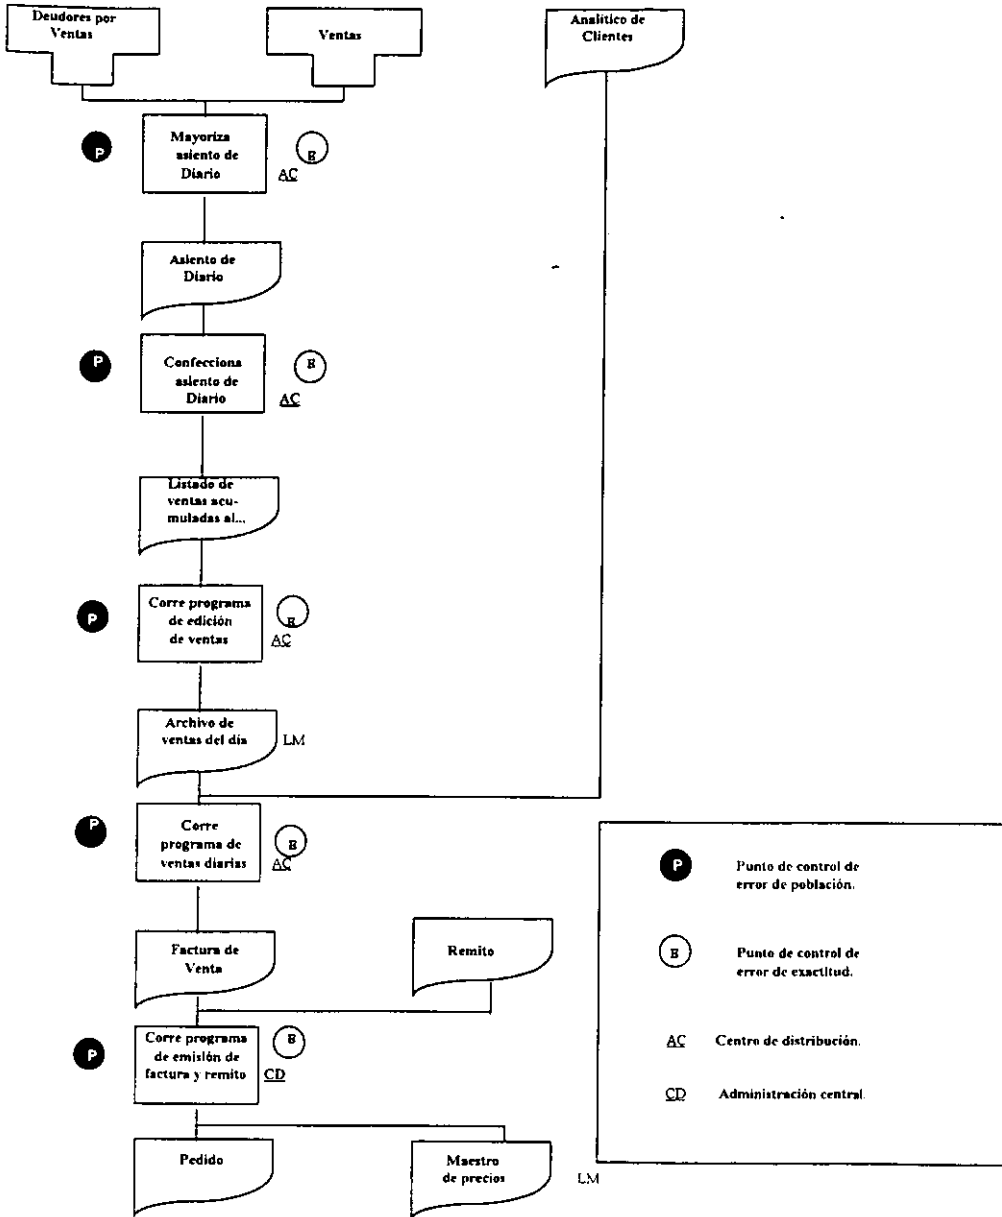 Deudores por
Ventas
Ventas
Analítico de
Clientes
P
Mayoriza
asiento de
Diario
E
AC
Asiento de
Diario
P
Confecciona
asiento de
Diario
E
AC
Listado de
ventas acu-
muladas al...
P
Corre programa
de edición
de ventas
E
AC
Archivo de
ventas del día
LM
P
Corre
programa de
ventas diarias
E
AC
Factura de
Venta
Remito
P
Corre programa
de emisión de
factura y remito
E
CD
Pedido
Maestro
de precios
LM
P
Punto de control de
error de población.
E
Punto de control de
error de exactitud.
AC
Centro de distribución.
CD
Administración central.